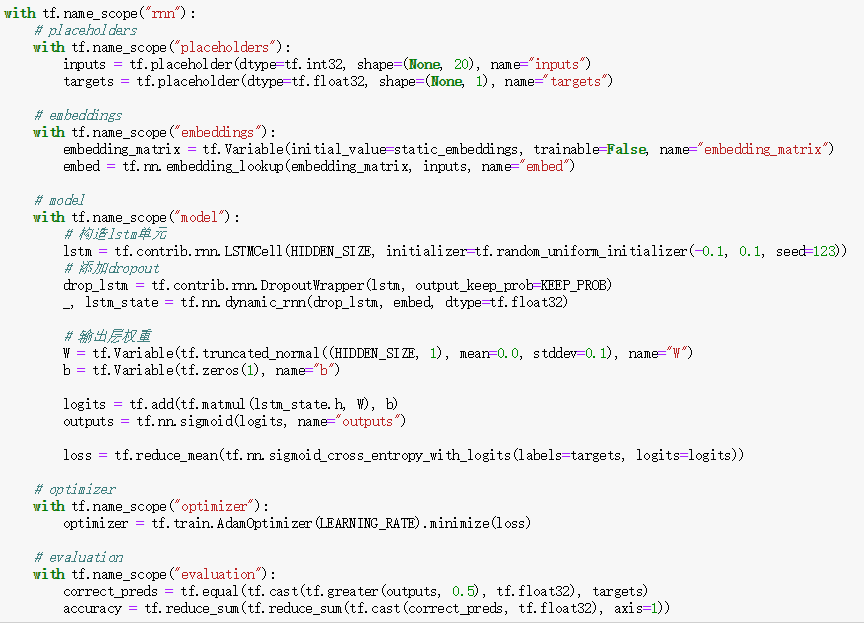 with tf.name_scope("rnn"):
    # placeholders
    with tf.name_scope("placeholders"):
        inputs = tf.placeholder(dtype=tf.int32, shape=(None, 20), name="inputs")
        targets = tf.placeholder(dtype=tf.float32, shape=(None, 1), name="targets")

    # embeddings
    with tf.name_scope("embeddings"):
        embedding_matrix = tf.Variable(initial_value=static_embeddings, trainable=False, name="embedding_matrix")
        embed = tf.nn.embedding_lookup(embedding_matrix, inputs, name="embed")

    # model
    with tf.name_scope("model"):
        # 构造lstm单元
        lstm = tf.contrib.rnn.LSTMCell(HIDDEN_SIZE, initializer=tf.random_uniform_initializer(-0.1, 0.1, seed=123))
        # 添加dropout
        drop_lstm = tf.contrib.rnn.DropoutWrapper(lstm, output_keep_prob=KEEP_PROB)
        _, lstm_state = tf.nn.dynamic_rnn(drop_lstm, embed, dtype=tf.float32)

        # 输出层权重
        W = tf.Variable(tf.truncated_normal((HIDDEN_SIZE, 1), mean=0.0, stddev=0.1), name="W")
        b = tf.Variable(tf.zeros(1), name="b")

        logits = tf.add(tf.matmul(lstm_state.h, W), b)
        outputs = tf.nn.sigmoid(logits, name="outputs")

        loss = tf.reduce_mean(tf.nn.sigmoid_cross_entropy_with_logits(labels=targets, logits=logits))

    # optimizer
    with tf.name_scope("optimizer"):
        optimizer = tf.train.AdamOptimizer(LEARNING_RATE).minimize(loss)

    # evaluation
    with tf.name_scope("evaluation"):
        correct_preds = tf.equal(tf.cast(tf.greater(outputs, 0.5), tf.float32), targets)
        accuracy = tf.reduce_sum(tf.reduce_sum(tf.cast(correct_preds, tf.float32), axis=1))